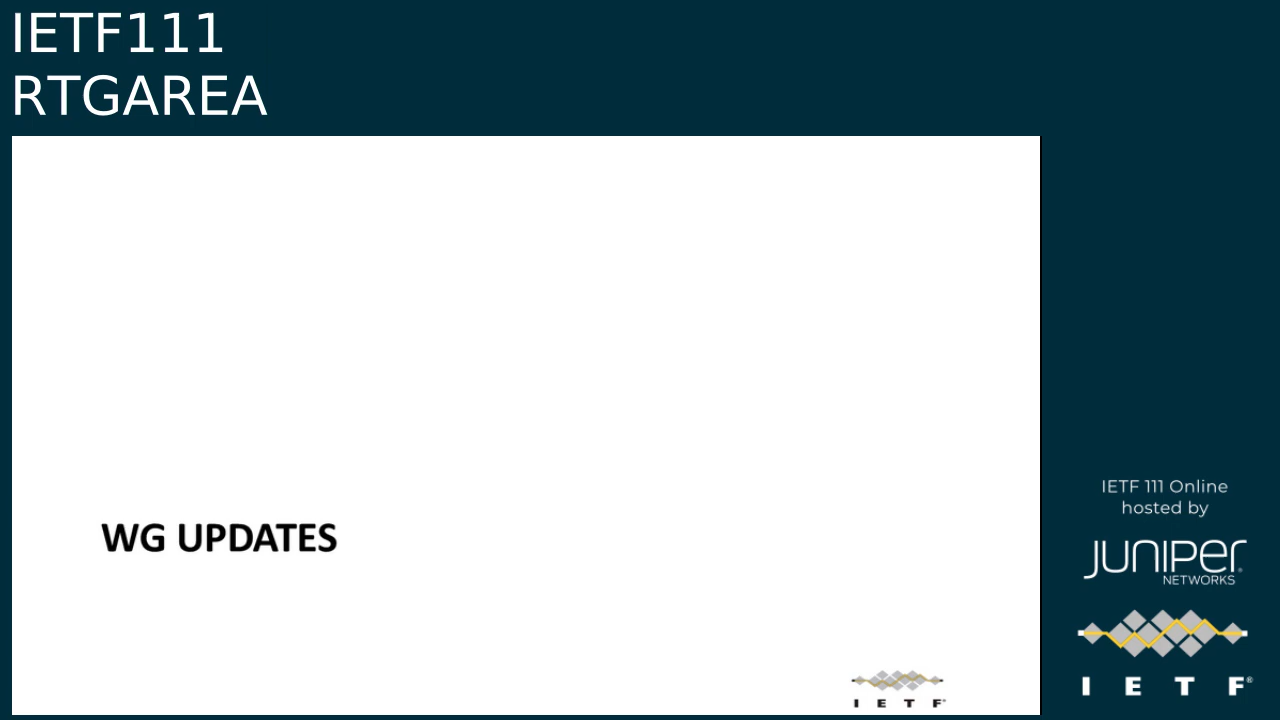 IETF111
RTGAREA
WG UPDATES
I E T F®
IETF 111 Online
hosted by
JUNIPER
NETWORKS
I E T F®